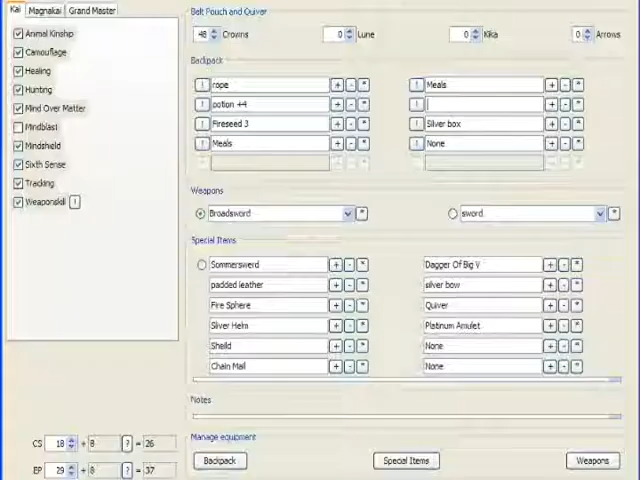 Kai Magnakai Grand Master
Animal Kinship
Camouflage
Healing
Hunting
Mind Over Matter
Mindblast
Mindshield
Sixth Sense
Tracking
Weaponskill !
Belt Pouch and Quiver
48 Crowns 0 Lune 0 Kika 0 Arrows
Backpack
! rope + - * ! Meals + - *
! potion +4 + - * ! + - *
! Fireseed 3 + - * ! Silver box + - *
! Meals + - * ! None + - *
Weapons
Broadsword * sword *
Special Items
Sommerswerd + - * Dagger Of Big V + - *
padded leather + - * silver bow + - *
Fire Sphere + - * Quiver + - *
Silver Helm + - * Platinum Amulet + - *
Sheild + - * None + - *
Chain Mail + - * None + - *
Notes
Manage equipment
Backpack Special Items Weapons
CS 18 + 8 ? = 26
EP 29 + 8 ? = 37